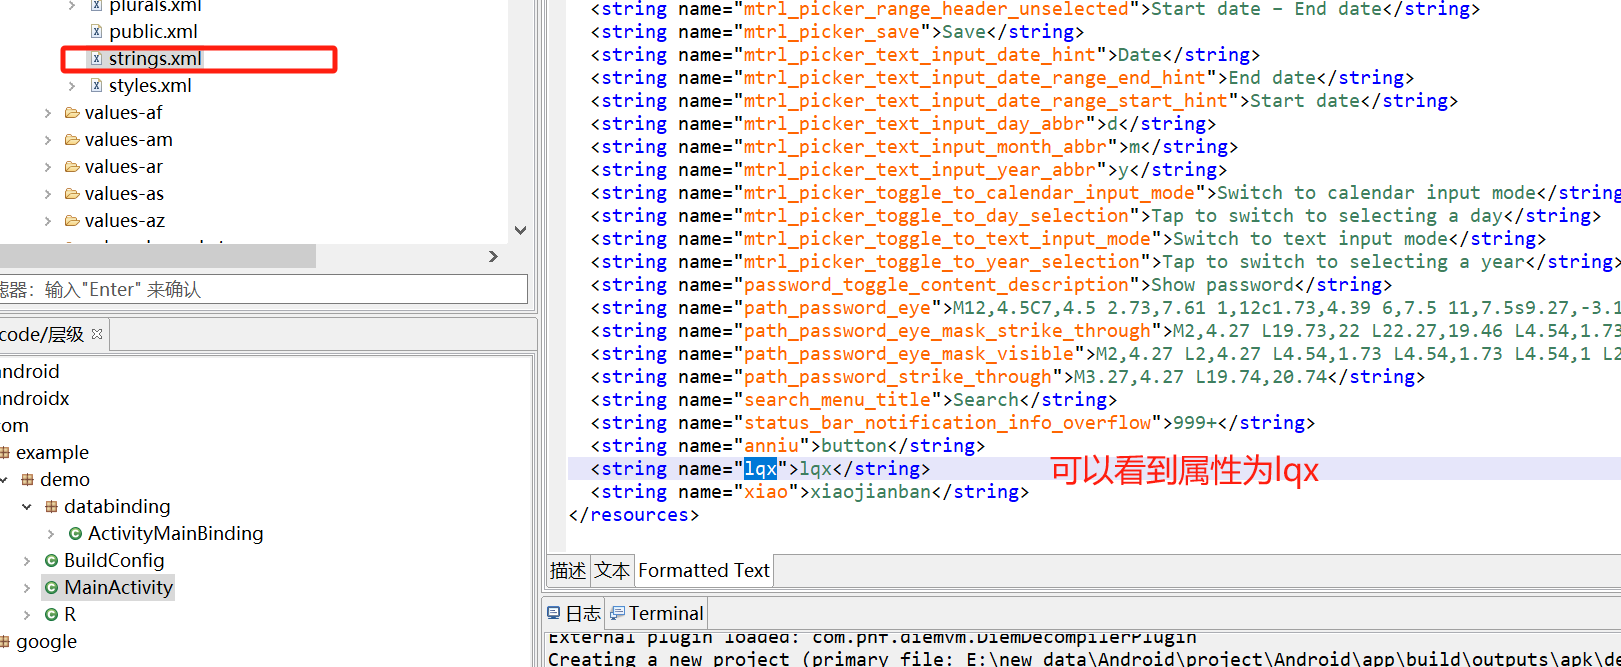 plurals.xml
public.xml
strings.xml
styles.xml
values-af
values-am
values-ar
values-as
values-az
滤器：输入"Enter" 来确认
code/层级
android
androidx
com
example
demo
databinding
ActivityMainBinding
BuildConfig
MainActivity
R
google
<string name="mtrl_picker_range_header_unselected">Start date – End date</string>
<string name="mtrl_picker_save">Save</string>
<string name="mtrl_picker_text_input_date_hint">Date</string>
<string name="mtrl_picker_text_input_date_range_end_hint">End date</string>
<string name="mtrl_picker_text_input_date_range_start_hint">Start date</string>
<string name="mtrl_picker_text_input_day_abbr">d</string>
<string name="mtrl_picker_text_input_month_abbr">m</string>
<string name="mtrl_picker_text_input_year_abbr">y</string>
<string name="mtrl_picker_toggle_to_calendar_input_mode">Switch to calendar input mode</string
<string name="mtrl_picker_toggle_to_day_selection">Tap to switch to selecting a day</string>
<string name="mtrl_picker_toggle_to_text_input_mode">Switch to text input mode</string>
<string name="mtrl_picker_toggle_to_year_selection">Tap to switch to selecting a year</string>
<string name="password_toggle_content_description">Show password</string>
<string name="path_password_eye">M12,4.5C7,4.5 2.73,7.61 1,12c1.73,4.39 6,7.5 11,7.5s9.27,-3.1
<string name="path_password_eye_mask_strike_through">M2,4.27 L19.73,22 L22.27,19.46 L4.54,1.73
<string name="path_password_eye_mask_visible">M2,4.27 L2,4.27 L4.54,1.73 L4.54,1.73 L4.54,1 L2
<string name="path_password_strike_through">M3.27,4.27 L19.74,20.74</string>
<string name="search_menu_title">Search</string>
<string name="status_bar_notification_info_overflow">999+</string>
<string name="anniu">button</string>
<string name="lqx">lqx</string>
可以看到属性为lqx
<string name="xiao">xiaojianban</string>
</resources>
描述 文本 Formatted Text
日志 Terminal
External plugin loaded: com.pnf.diemvm.DiemDecompilerPlugin
Creating a new project (primary file: E:\new data\Android\project\Android\app\build\outputs\apk\d